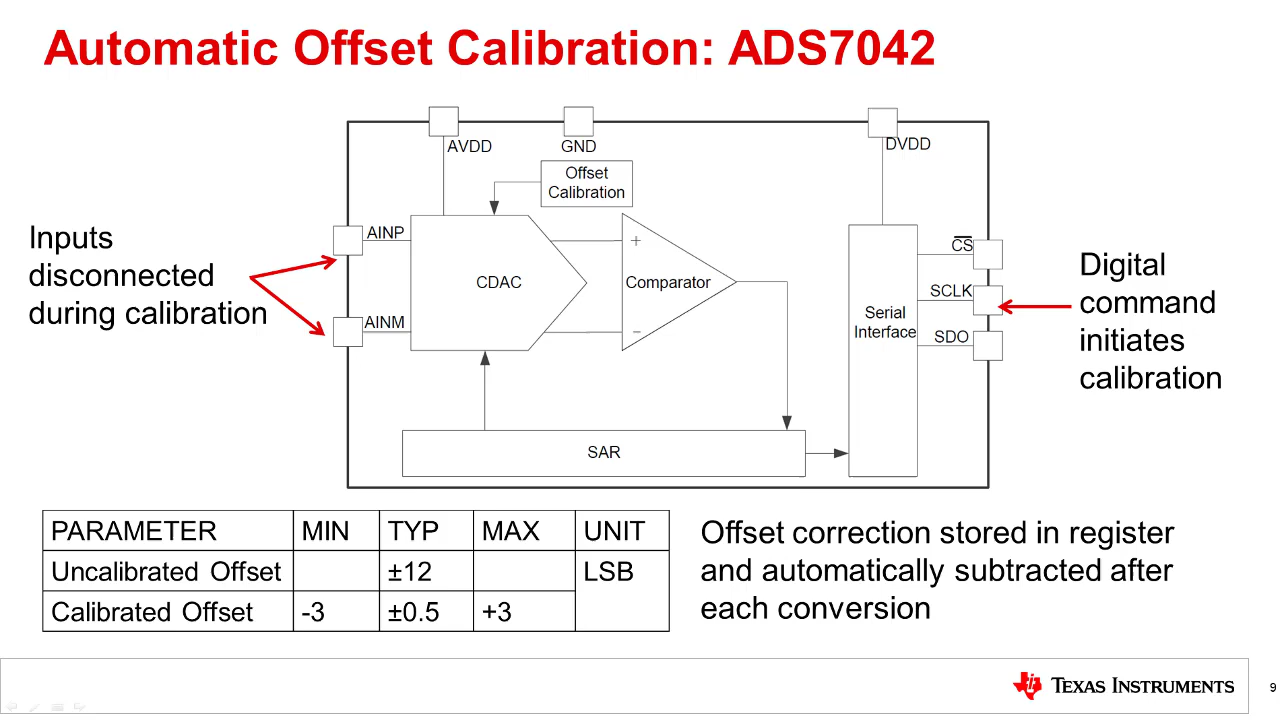 Automatic Offset Calibration: ADS7042
AVDD
GND
DVDD
Offset
Calibration
Inputs
disconnected
during calibration
AINP
AINM
CDAC
+
Comparator
−
Serial
Interface
CS
SCLK
SDO
Digital
command
initiates
calibration
SAR
PARAMETER MIN TYP MAX UNIT
Uncalibrated Offset ±12 LSB
Calibrated Offset -3 ±0.5 +3
Offset correction stored in register
and automatically subtracted after
each conversion
TEXAS INSTRUMENTS
9